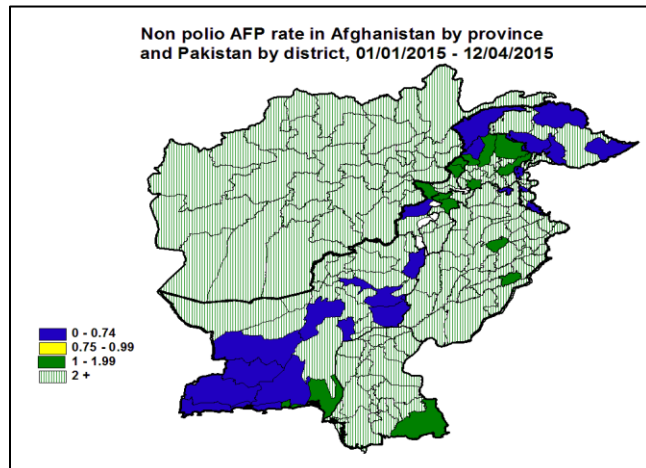 Non polio AFP rate in Afghanistan by province
and Pakistan by district, 01/01/2015 - 12/04/2015
0 - 0.74
0.75 - 0.99
1 - 1.99
2 +